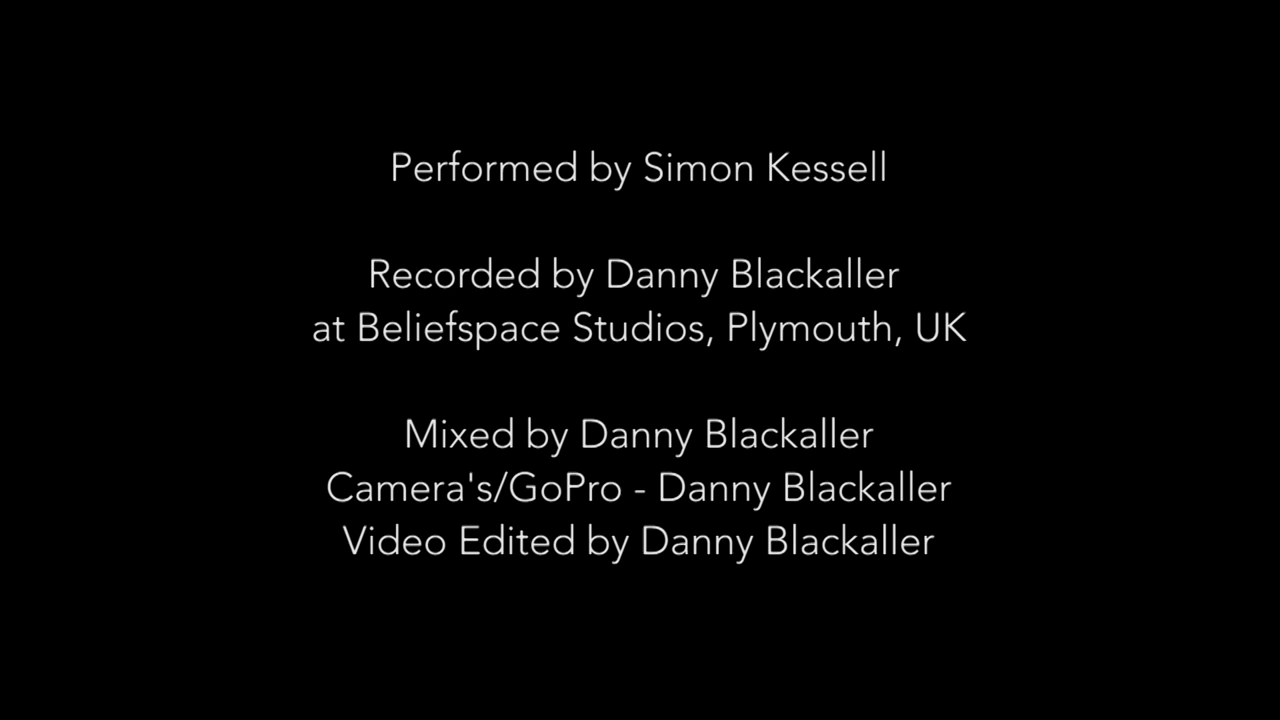 Performed by Simon Kessell
Recorded by Danny Blackaller
at Beliefspace Studios, Plymouth, UK
Mixed by Danny Blackaller
Camera's/GoPro - Danny Blackaller
Video Edited by Danny Blackaller